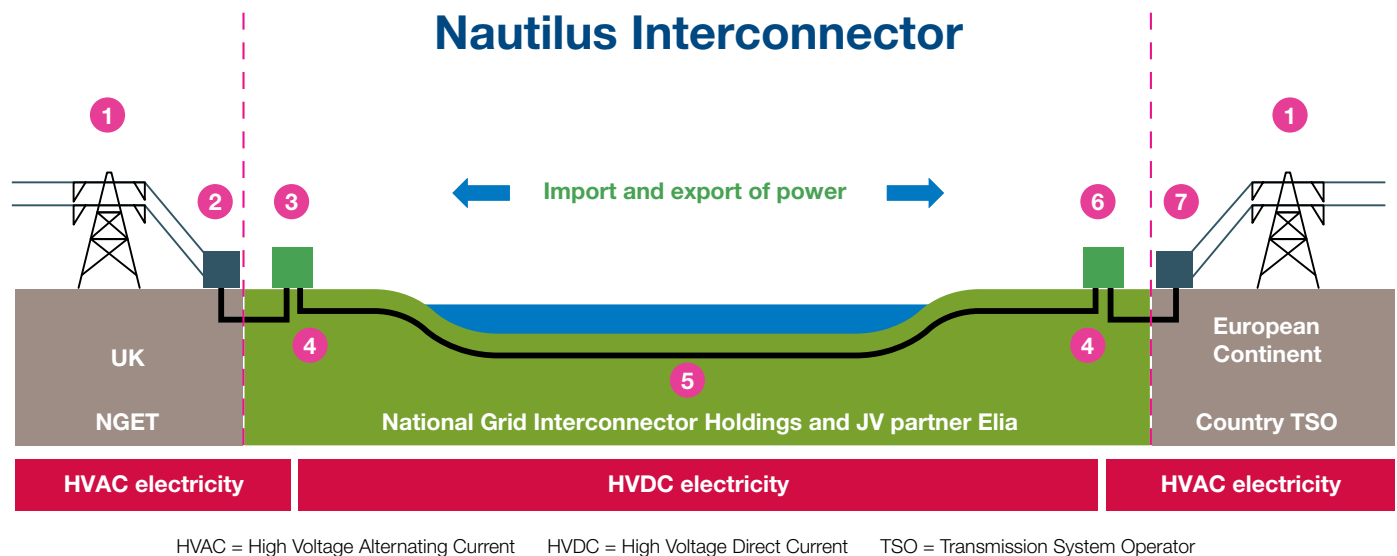 Nautilus Interconnector
1
1
2
3
Import and export of power
6
7
4
4
5
UK
European
Continent
NGET
National Grid Interconnector Holdings and JV partner Elia
Country TSO
HVAC electricity
HVDC electricity
HVAC electricity
HVAC = High Voltage Alternating Current HVDC = High Voltage Direct Current TSO = Transmission System Operator